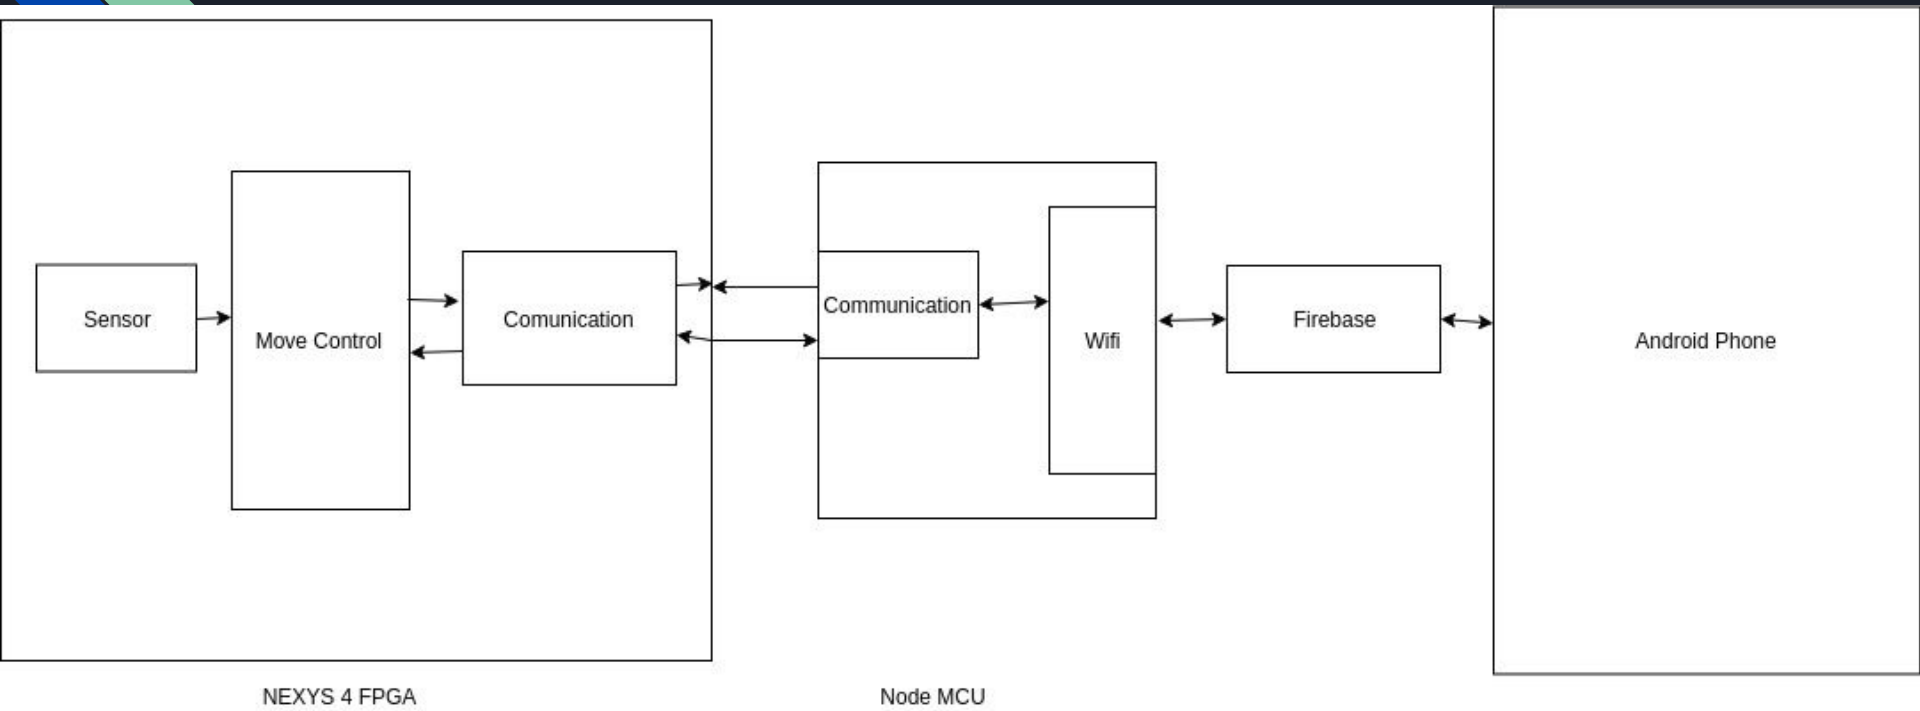 Sensor
Move Control
Comunication
Communication
Wifi
Firebase
Android Phone
NEXYS 4 FPGA
Node MCU